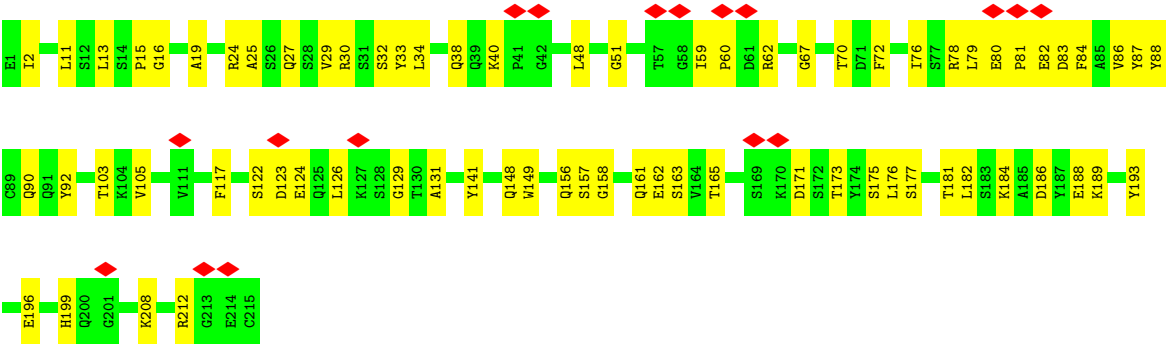 E1 I2 L11 S12 L13 S14 P15 G16 A19 R24 A25 S26 Q27 S28 V29 R30 S31 S32 Y33 L34 Q38 Q39 K40 P41 G42 L48 G51 T57 G58 I59 P60 D61 R62 G67 T70 D71 F72 I76 S77 R78 L79 E80 P81 E82 D83 F84 A85 V86 Y87 Y88
C89 Q90 Q91 Y92 T103 K104 V105 V111 F117 S122 D123 E124 Q125 L126 K127 S128 G129 T130 A131 Y141 Q148 W149 Q156 S157 G158 Q161 E162 S163 V164 T165 S169 K170 D171 S172 T173 Y174 S175 L176 S177 T181 L182 S183 K184 A185 D186 Y187 E188 K189 Y193
E196 H199 Q200 G201 K208 R212 G213 E214 C215